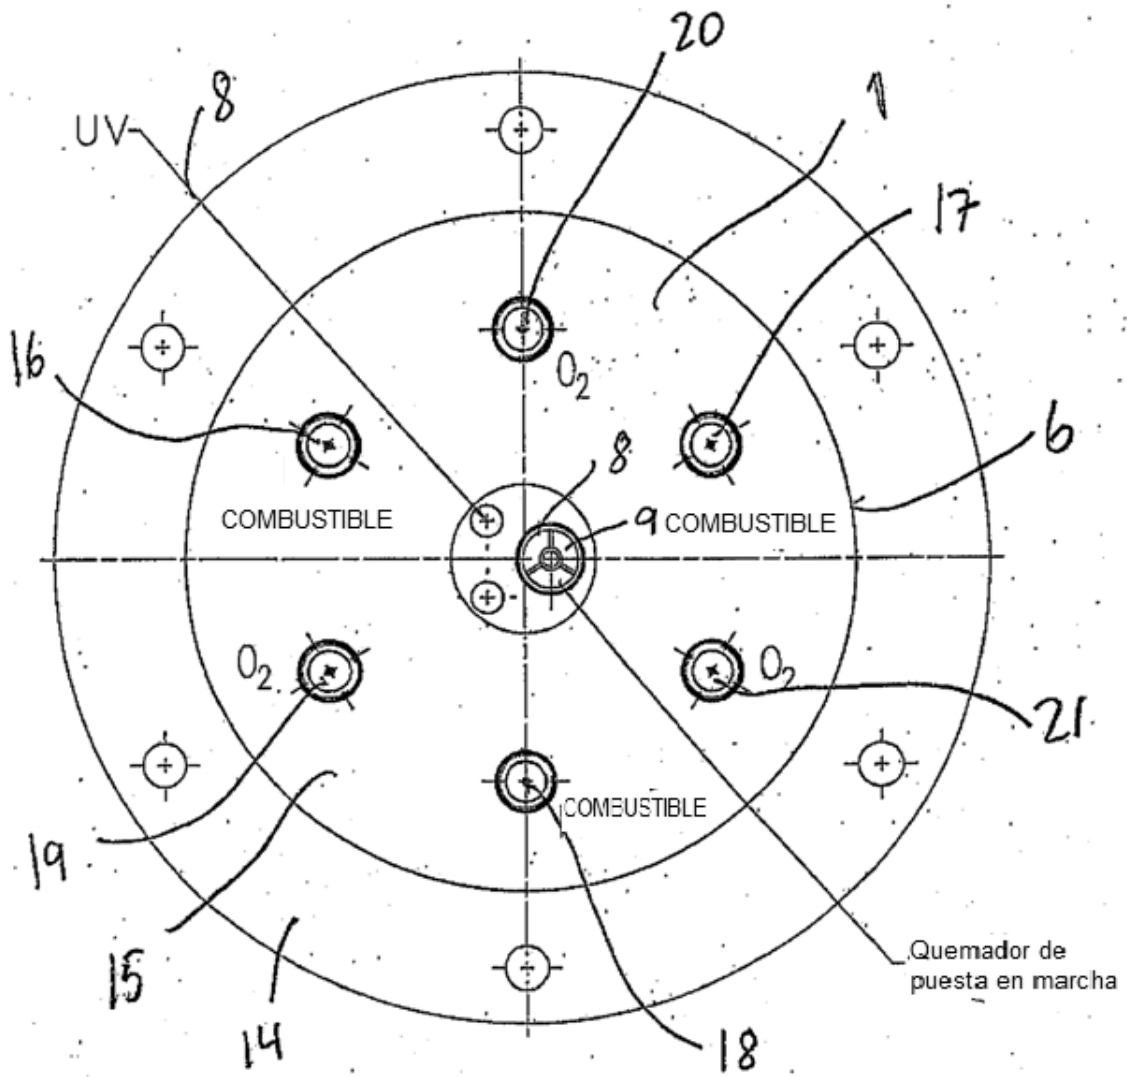 20
8
1
UV
17
16
O2
6
8
9
COMBUSTIBLE
COMBUSTIBLE
O2
O2
21
COMBUSTIBLE
19
Quemador de
puesta en marcha
15
14
18